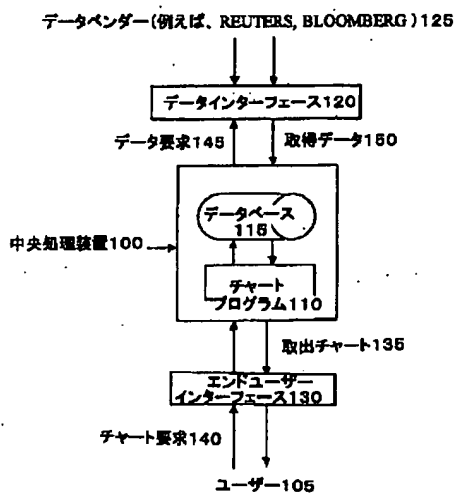 データベンダー(例えば、REUTERS, BLOOMBERG)125
データインターフェース120
データ要求145
取得データ150
データベース
115
中央処理装置100
チャート
プログラム110
取出チャート135
エンドユーザー
インターフェース130
チャート要求140
ユーザー105